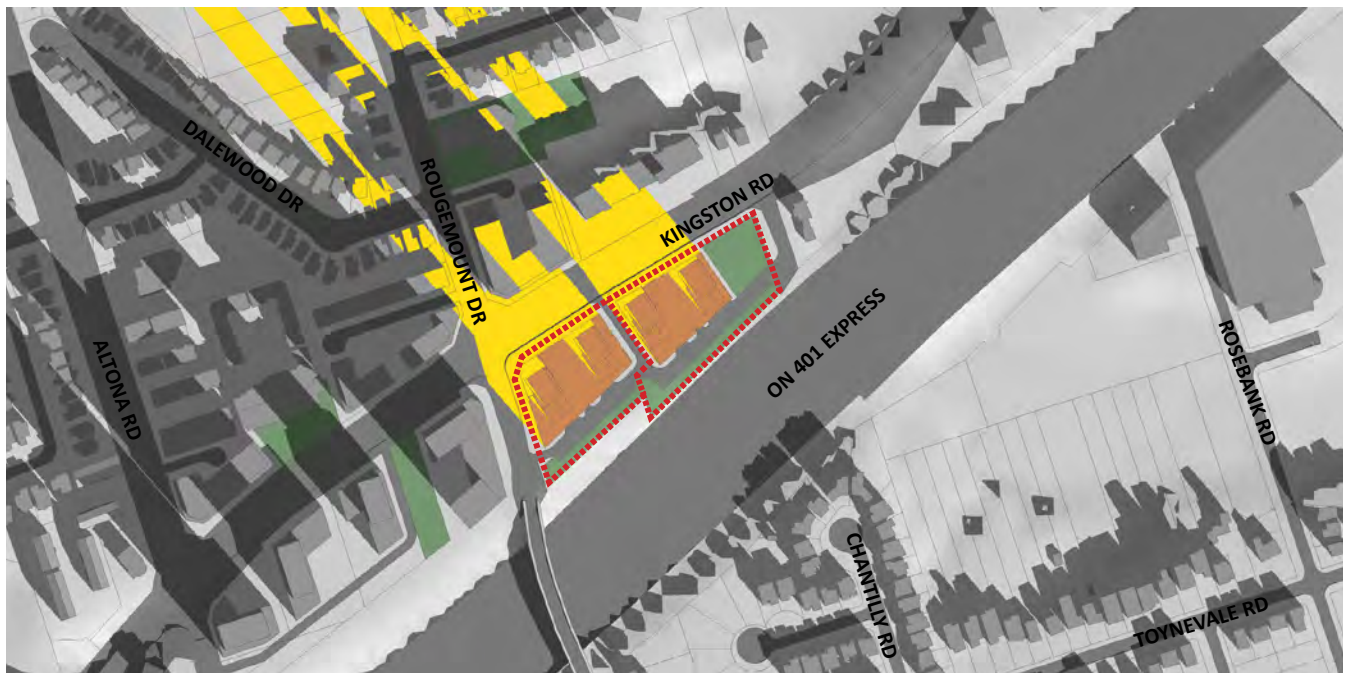 DALEWOOD DR
ROUGEMOUNT DR
KINGSTON RD
ALTONA RD
ON 401 EXPRESS
ROSEBANK RD
CHANTILLY RD
TOYNEVALE RD